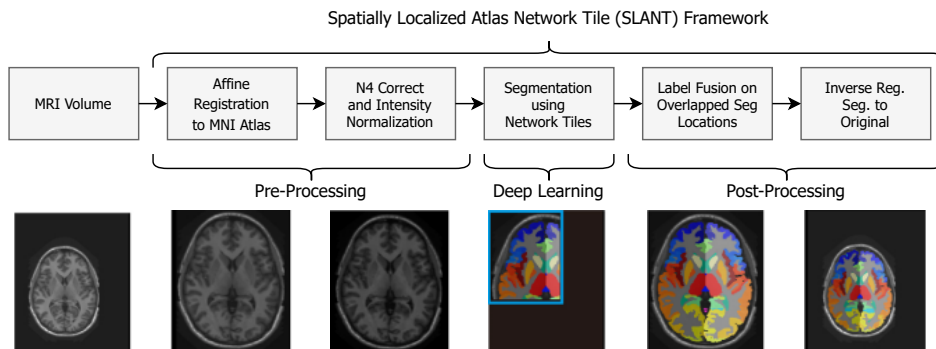 Spatially Localized Atlas Network Tile (SLANT) Framework
MRI Volume
Affine
Registration
to MNI Atlas
N4 Correct
and Intensity
Normalization
Segmentation
using
Network Tiles
Label Fusion on
Overlapped Seg
Locations
Inverse Reg.
Seg. to
Original
Pre-Processing
Deep Learning
Post-Processing